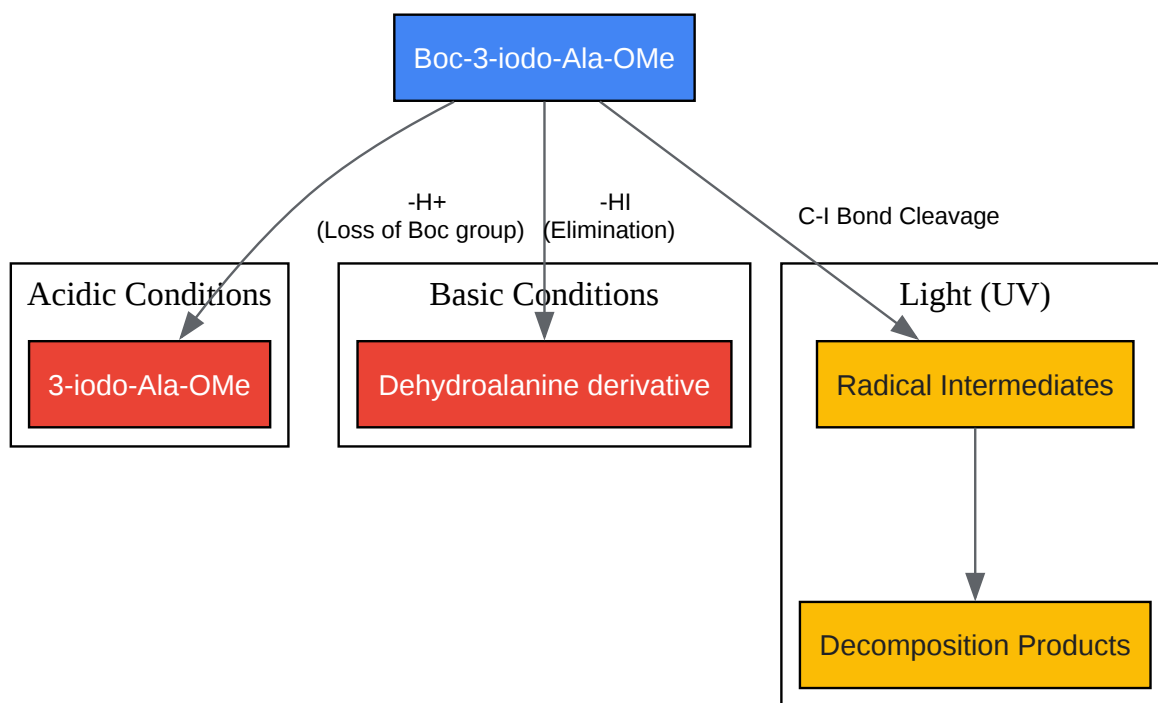 Boc-3-iodo-Ala-OMe
-H+
(Loss of Boc group)
-HI
(Elimination)
C-I Bond Cleavage
Acidic Conditions
Basic Conditions
Light (UV)
3-iodo-Ala-OMe
Dehydroalanine derivative
Radical Intermediates
Decomposition Products